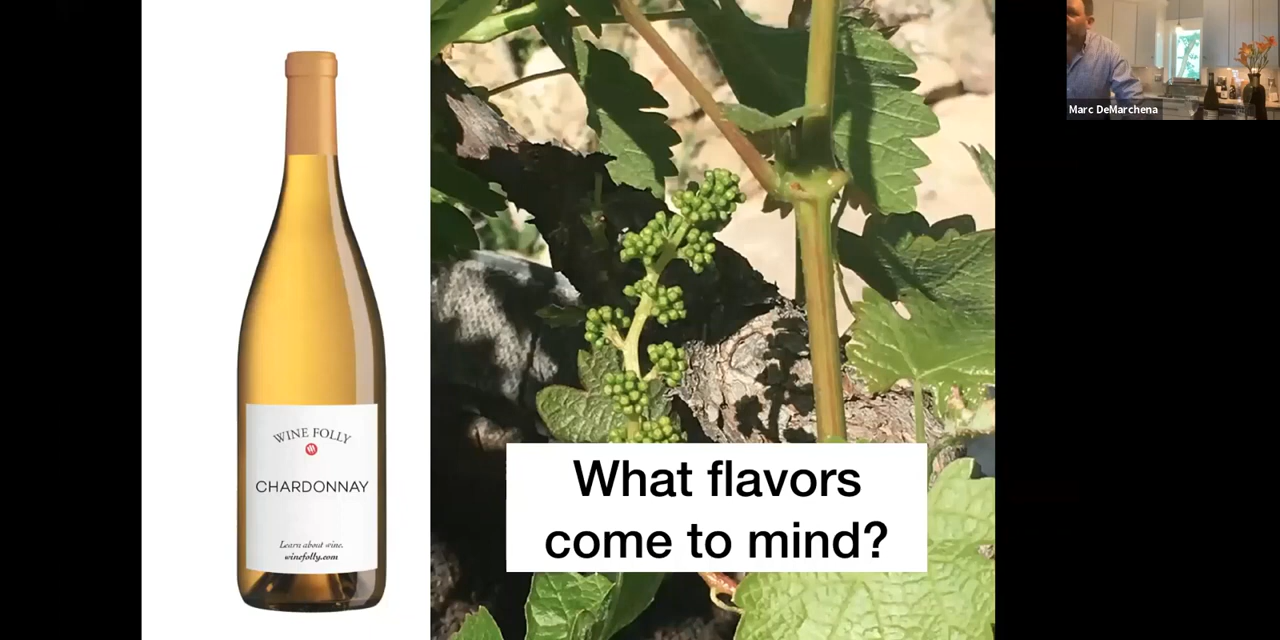 WINE FOLLY
CHARDONNAY
Learn about wine.
winefolly.com
What flavors
come to mind?
Marc DeMarchena